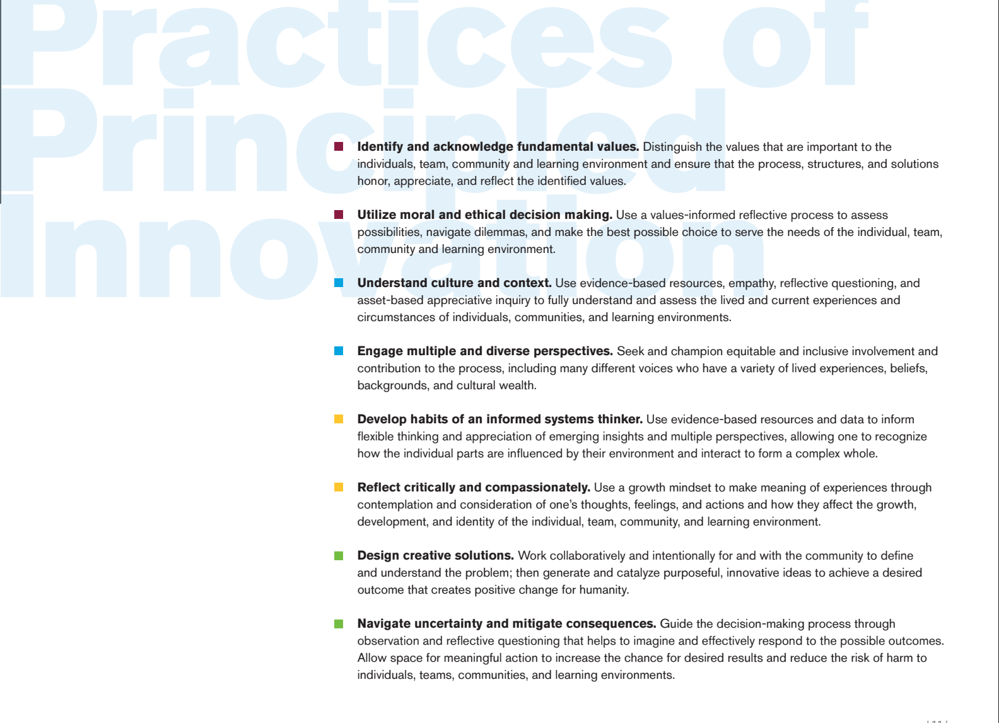 Practices of
Principled
Innovation
Identify and acknowledge fundamental values. Distinguish the values that are important to the
individuals, team, community and learning environment and ensure that the process, structures, and solutions
honor, appreciate, and reflect the identified values.
Utilize moral and ethical decision making. Use a values-informed reflective process to assess
possibilities, navigate dilemmas, and make the best possible choice to serve the needs of the individual, team,
community and learning environment.
Understand culture and context. Use evidence-based resources, empathy, reflective questioning, and
asset-based appreciative inquiry to fully understand and assess the lived and current experiences and
circumstances of individuals, communities, and learning environments.
Engage multiple and diverse perspectives. Seek and champion equitable and inclusive involvement and
contribution to the process, including many different voices who have a variety of lived experiences, beliefs,
backgrounds, and cultural wealth.
Develop habits of an informed systems thinker. Use evidence-based resources and data to inform
flexible thinking and appreciation of emerging insights and multiple perspectives, allowing one to recognize
how the individual parts are influenced by their environment and interact to form a complex whole.
Reflect critically and compassionately. Use a growth mindset to make meaning of experiences through
contemplation and consideration of one’s thoughts, feelings, and actions and how they affect the growth,
development, and identity of the individual, team, community, and learning environment.
Design creative solutions. Work collaboratively and intentionally for and with the community to define
and understand the problem; then generate and catalyze purposeful, innovative ideas to achieve a desired
outcome that creates positive change for humanity.
Navigate uncertainty and mitigate consequences. Guide the decision-making process through
observation and reflective questioning that helps to imagine and effectively respond to the possible outcomes.
Allow space for meaningful action to increase the chance for desired results and reduce the risk of harm to
individuals, teams, communities, and learning environments.
| 11 |